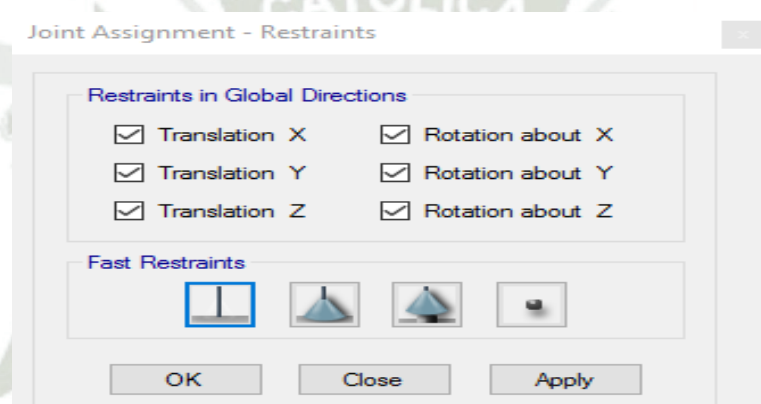 CATOLICA
Joint Assignment - Restraints
Restraints in Global Directions
Translation X Rotation about X
Translation Y Rotation about Y
Translation Z Rotation about Z
Fast Restraints
OK Close Apply